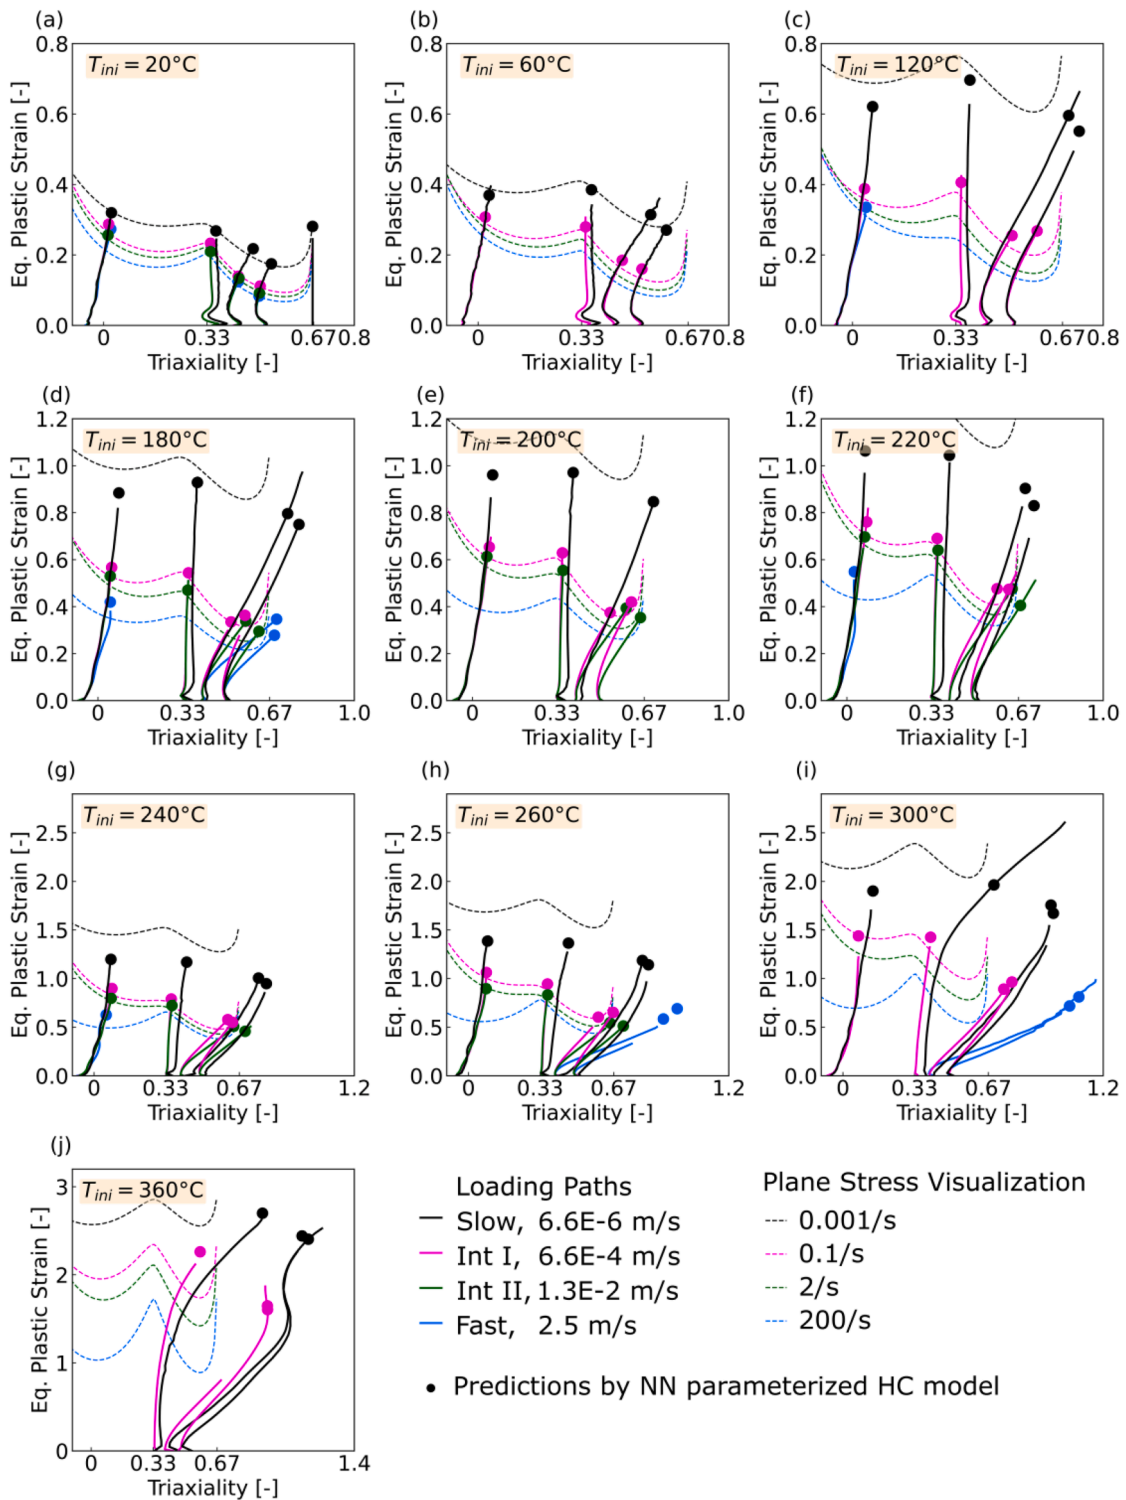 (a)
T_ini = 20°C
Eq. Plastic Strain [-]
0.8
0.6
0.4
0.2
0.0
0 0.33 0.67 0.8
Triaxiality [-]
(b)
T_ini = 60°C
Eq. Plastic Strain [-]
0.8
0.6
0.4
0.2
0.0
0 0.33 0.67 0.8
Triaxiality [-]
(c)
T_ini = 120°C
Eq. Plastic Strain [-]
0.8
0.6
0.4
0.2
0.0
0 0.33 0.67 0.8
Triaxiality [-]
(d)
T_ini = 180°C
Eq. Plastic Strain [-]
1.2
1.0
0.8
0.6
0.4
0.2
0.0
0 0.33 0.67 1.0
Triaxiality [-]
(e)
T_ini = 200°C
Eq. Plastic Strain [-]
1.2
1.0
0.8
0.6
0.4
0.2
0.0
0 0.33 0.67 1.0
Triaxiality [-]
(f)
T_ini = 220°C
Eq. Plastic Strain [-]
1.2
1.0
0.8
0.6
0.4
0.2
0.0
0 0.33 0.67 1.0
Triaxiality [-]
(g)
T_ini = 240°C
Eq. Plastic Strain [-]
2.5
2.0
1.5
1.0
0.5
0.0
0 0.33 0.67 1.2
Triaxiality [-]
(h)
T_ini = 260°C
Eq. Plastic Strain [-]
2.5
2.0
1.5
1.0
0.5
0.0
0 0.33 0.67 1.2
Triaxiality [-]
(i)
T_ini = 300°C
Eq. Plastic Strain [-]
2.5
2.0
1.5
1.0
0.5
0.0
0 0.33 0.67 1.2
Triaxiality [-]
(j)
T_ini = 360°C
Eq. Plastic Strain [-]
3
2
1
0
0 0.33 0.67 1.4
Triaxiality [-]
Loading Paths
Slow, 6.6E-6 m/s
Int I, 6.6E-4 m/s
Int II, 1.3E-2 m/s
Fast, 2.5 m/s
Plane Stress Visualization
0.001/s
0.1/s
2/s
200/s
Predictions by NN parameterized HC model